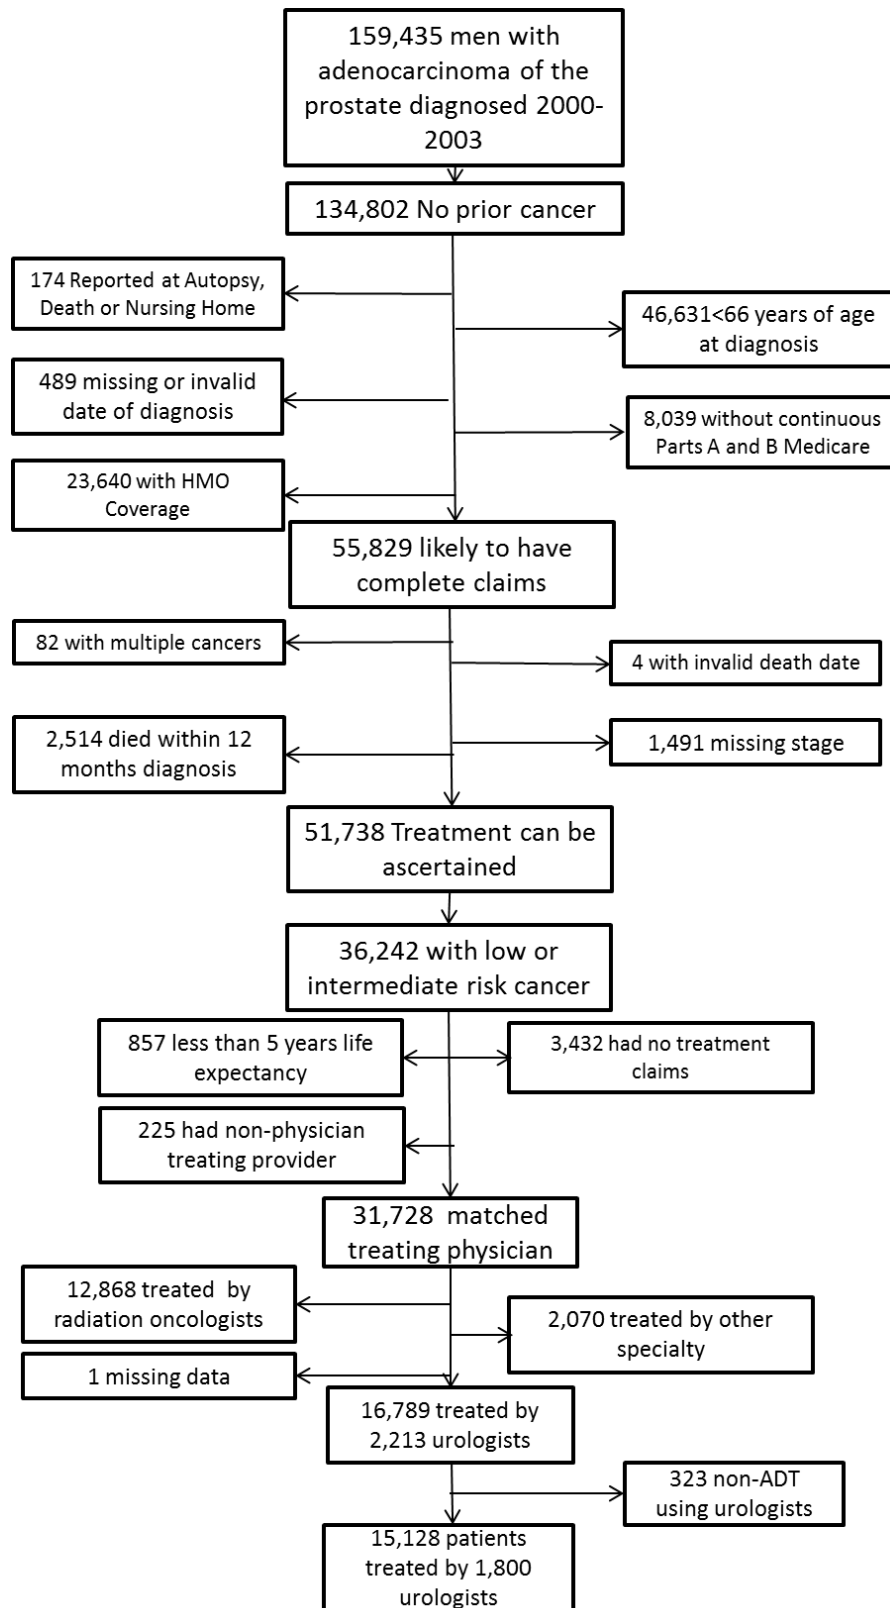 159,435 men with
adenocarcinoma of the
prostate diagnosed 2000-
2003
134,802 No prior cancer
174 Reported at Autopsy,
Death or Nursing Home
46,631<66 years of age
at diagnosis
489 missing or invalid
date of diagnosis
8,039 without continuous
Parts A and B Medicare
23,640 with HMO
Coverage
55,829 likely to have
complete claims
82 with multiple cancers
4 with invalid death date
2,514 died within 12
months diagnosis
1,491 missing stage
51,738 Treatment can be
ascertained
36,242 with low or
intermediate risk cancer
857 less than 5 years life
expectancy
3,432 had no treatment
claims
225 had non-physician
treating provider
31,728 matched
treating physician
12,868 treated by
radiation oncologists
2,070 treated by other
specialty
1 missing data
16,789 treated by
2,213 urologists
323 non-ADT
using urologists
15,128 patients
treated by 1,800
urologists